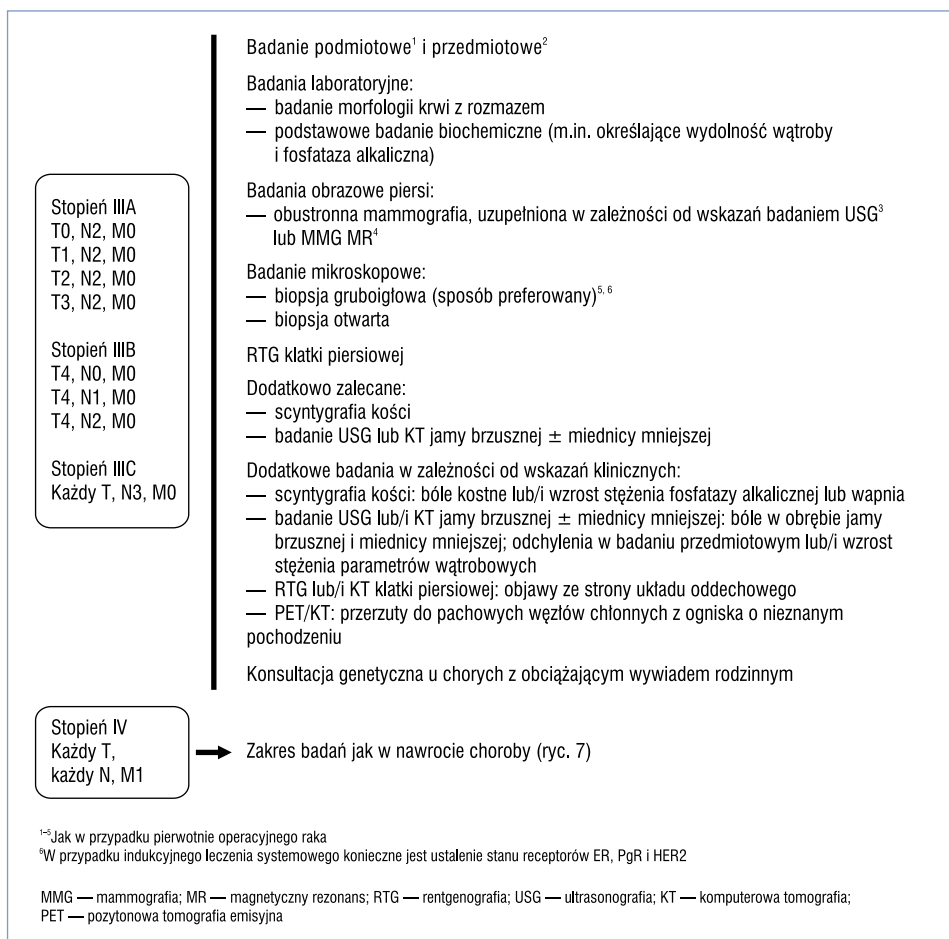 Badanie podmiotowe¹ i przedmiotowe²
Badania laboratoryjne:
— badanie morfologii krwi z rozmazem
— podstawowe badanie biochemiczne (m.in. określające wydolność wątroby
i fosfataza alkaliczna)
Badania obrazowe piersi:
— obustronna mammografia, uzupełniona w zależności od wskazań badaniem USG³
lub MMG MR⁴
Badanie mikroskopowe:
— biopsja gruboigłowa (sposób preferowany)⁵, ⁶
— biopsja otwarta
RTG klatki piersiowej
Dodatkowo zalecane:
— scyntygrafia kości
— badanie USG lub KT jamy brzusznej ± miednicy mniejszej
Dodatkowe badania w zależności od wskazań klinicznych:
— scyntygrafia kości: bóle kostne lub/i wzrost stężenia fosfatazy alkalicznej lub wapnia
— badanie USG lub/i KT jamy brzusznej ± miednicy mniejszej: bóle w obrębie jamy
brzusznej i miednicy mniejszej; odchylenia w badaniu przedmiotowym lub/i wzrost
stężenia parametrów wątrobowych
— RTG lub/i KT klatki piersiowej: objawy ze strony układu oddechowego
— PET/KT: przerzuty do pachowych węzłów chłonnych z ogniska o nieznanym
pochodzeniu
Konsultacja genetyczna u chorych z obciążającym wywiadem rodzinnym
Stopień IIIA
T0, N2, M0
T1, N2, M0
T2, N2, M0
T3, N2, M0
Stopień IIIB
T4, N0, M0
T4, N1, M0
T4, N2, M0
Stopień IIIC
Każdy T, N3, M0
Stopień IV
Każdy T,
każdy N, M1
Zakres badań jak w nawrocie choroby (ryc. 7)
¹⁻⁵Jak w przypadku pierwotnie operacyjnego raka
⁶W przypadku indukcyjnego leczenia systemowego konieczne jest ustalenie stanu receptorów ER, PgR i HER2
MMG — mammografia; MR — magnetyczny rezonans; RTG — rentgenografia; USG — ultrasonografia; KT — komputerowa tomografia;
PET — pozytonowa tomografia emisyjna